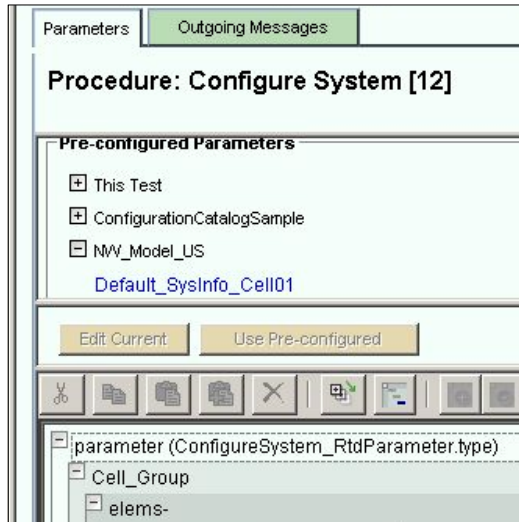 Parameters Outgoing Messages
Procedure: Configure System [12]
Pre-configured Parameters
This Test
ConfigurationCatalogSample
NW_Model_US
Default_SysInfo_Cell01
Edit Current Use Pre-configured
parameter (ConfigureSystem_RtdParameter.type)
Cell_Group
elems-